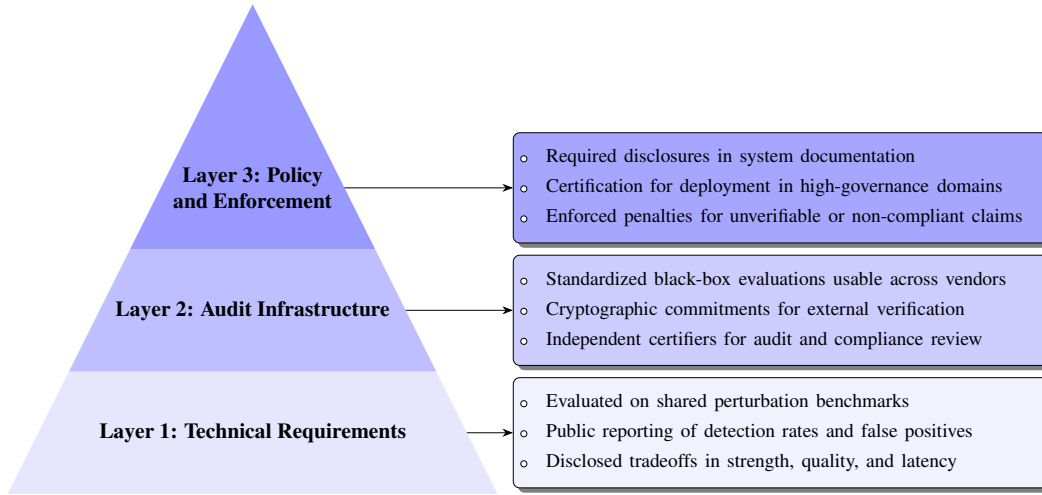 Layer 3: Policy
and Enforcement
Required disclosures in system documentation
Certification for deployment in high-governance domains
Enforced penalties for unverifiable or non-compliant claims
Layer 2: Audit Infrastructure
Standardized black-box evaluations usable across vendors
Cryptographic commitments for external verification
Independent certifiers for audit and compliance review
Layer 1: Technical Requirements
Evaluated on shared perturbation benchmarks
Public reporting of detection rates and false positives
Disclosed tradeoffs in strength, quality, and latency